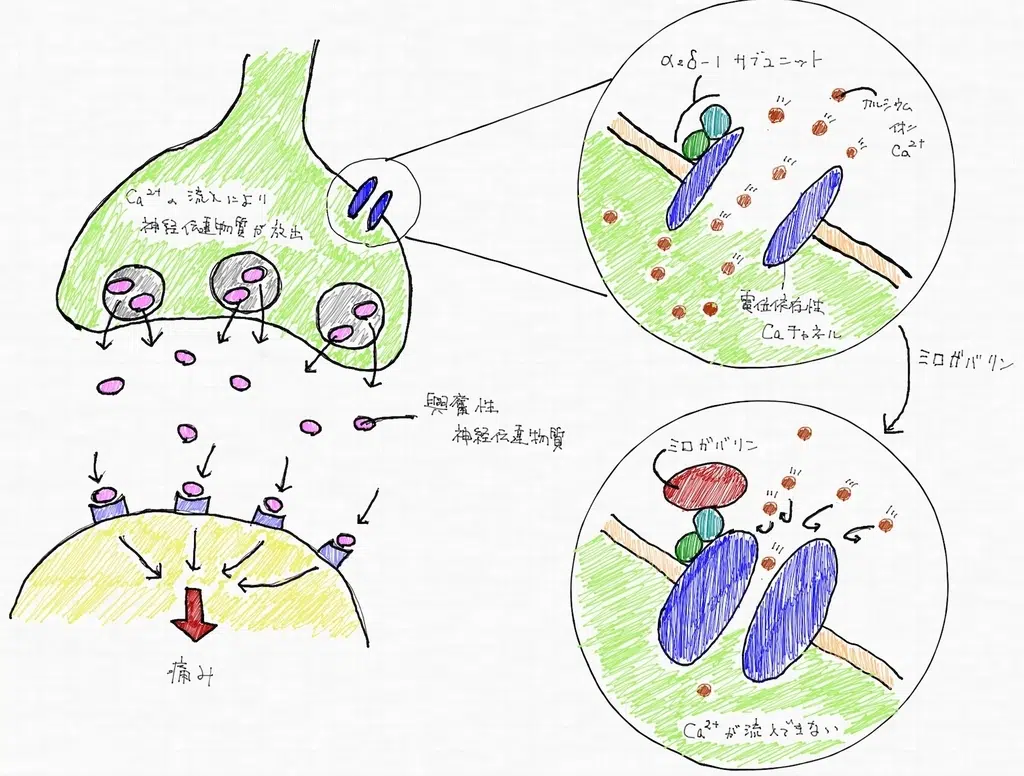 Ca²⁺の流入により
神経伝達物質が放出
興奮性
神経伝達物質
痛み
α₂δ-1 サブユニット
カルシウム
イオン
Ca²⁺
電位依存性
Caチャネル
ミロガバリン
ミロガバリン
Ca²⁺が流入できない